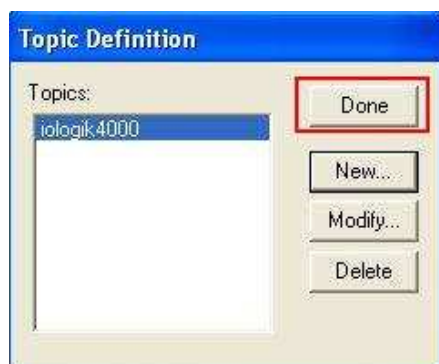 Topic Definition
Topics:
iologik4000
Done
New...
Modify...
Delete